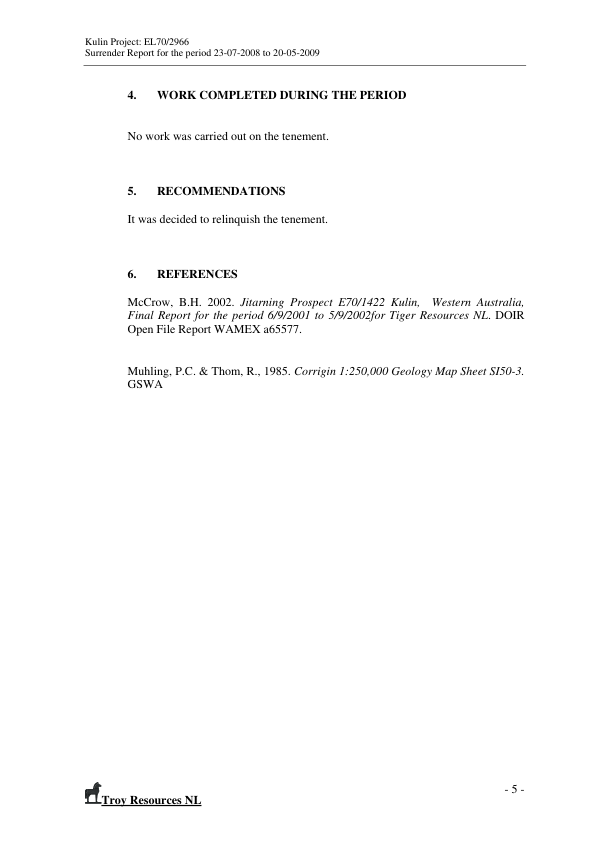 Kulin Project: EL70/2966
Surrender Report for the period 23-07-2008 to 20-05-2009
4. WORK COMPLETED DURING THE PERIOD
No work was carried out on the tenement.
5. RECOMMENDATIONS
It was decided to relinquish the tenement.
6. REFERENCES
McCrow, B.H. 2002. Jitarning Prospect E70/1422 Kulin, Western Australia,
Final Report for the period 6/9/2001 to 5/9/2002for Tiger Resources NL. DOIR
Open File Report WAMEX a65577.
Muhling, P.C. & Thom, R., 1985. Corrigin 1:250,000 Geology Map Sheet SI50-3.
GSWA
Troy Resources NL
- 5 -